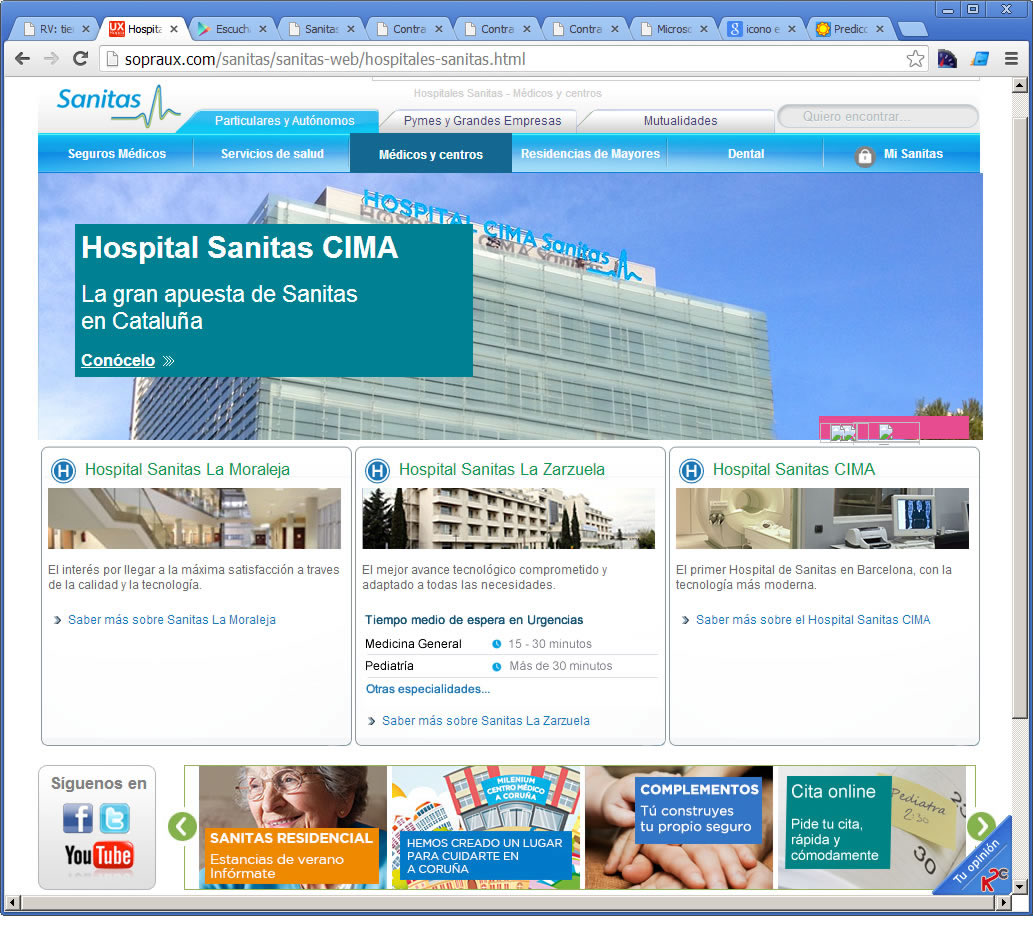 RV: tie
Hospita
Escuch
Sanitas
Contra
Contra
Contra
Microso
icono e
Predicc
sopraux.com/sanitas/sanitas-web/hospitales-sanitas.html
Sanitas
Hospitales Sanitas - Médicos y centros
Particulares y Autónomos
Pymes y Grandes Empresas
Mutualidades
Quiero encontrar...
Seguros Médicos
Servicios de salud
Médicos y centros
Residencias de Mayores
Dental
Mi Sanitas
HOSPITAL CIMA Sanitas
Hospital Sanitas CIMA
La gran apuesta de Sanitas
en Cataluña
Conócelo
H Hospital Sanitas La Moraleja
El interés por llegar a la máxima satisfacción a traves
de la calidad y la tecnología.
Saber más sobre Sanitas La Moraleja
H Hospital Sanitas La Zarzuela
El mejor avance tecnológico comprometido y
adaptado a todas las necesidades.
Tiempo medio de espera en Urgencias
Medicina General 15 - 30 minutos
Pediatría Más de 30 minutos
Otras especialidades...
Saber más sobre Sanitas La Zarzuela
H Hospital Sanitas CIMA
El primer Hospital de Sanitas en Barcelona, con la
tecnología más moderna.
Saber más sobre el Hospital Sanitas CIMA
Síguenos en
f t
YouTube
SANITAS RESIDENCIAL
Estancias de verano
Infórmate
MILENIUM
CENTRO MÉDICO
A CORUÑA
HEMOS CREADO UN LUGAR
PARA CUIDARTE EN
A CORUÑA
COMPLEMENTOS
Tú construyes
tu propio seguro
Cita online
Pide tu cita,
rápida y
cómodamente
Pediatra
2:30
30
Tu opinión
K2C